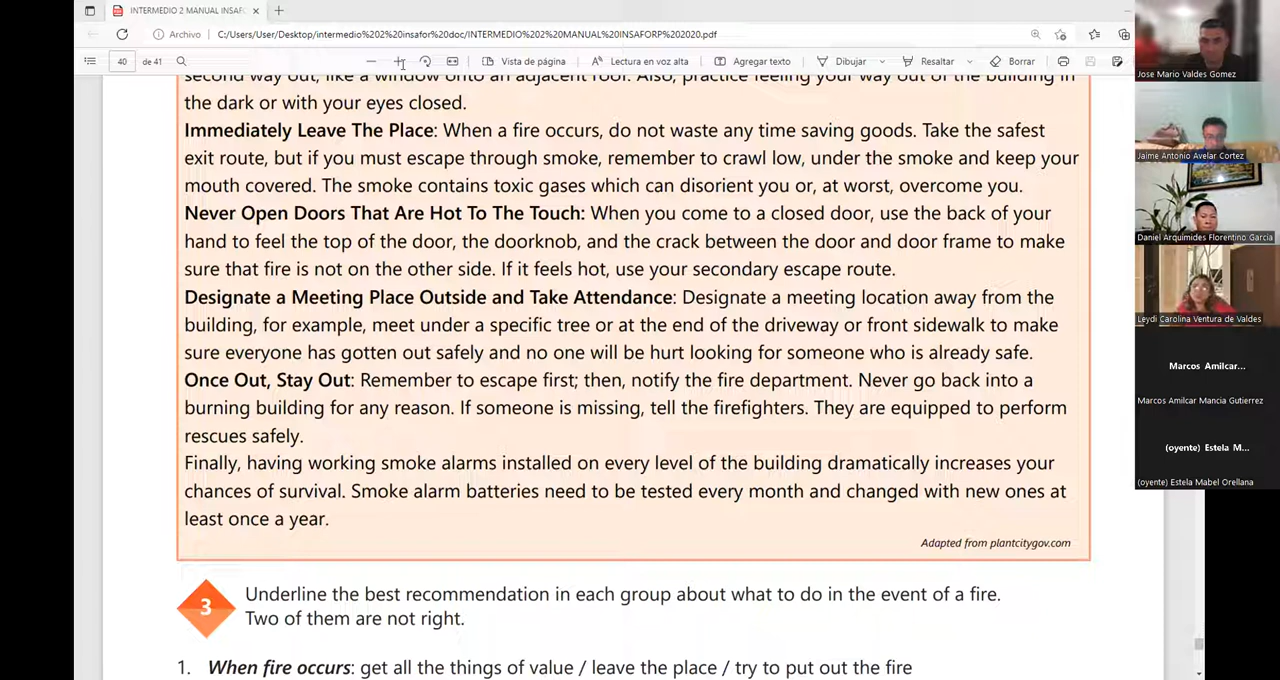 INTERMEDIO 2 MANUAL INSAF
Archivo
C:/Users/User/Desktop/intermedio%202%20insafor%20doc/INTERMEDIO%202%20MANUAL%20INSAFORP%202020.pdf
40 de 41
Vista de página
Lectura en voz alta
Agregar texto
Dibujar
Resaltar
Borrar
second way out, like a window onto an adjacent roof. Also, practice feeling your way out of the building in
the dark or with your eyes closed.
Immediately Leave The Place: When a fire occurs, do not waste any time saving goods. Take the safest
exit route, but if you must escape through smoke, remember to crawl low, under the smoke and keep your
mouth covered. The smoke contains toxic gases which can disorient you or, at worst, overcome you.
Never Open Doors That Are Hot To The Touch: When you come to a closed door, use the back of your
hand to feel the top of the door, the doorknob, and the crack between the door and door frame to make
sure that fire is not on the other side. If it feels hot, use your secondary escape route.
Designate a Meeting Place Outside and Take Attendance: Designate a meeting location away from the
building, for example, meet under a specific tree or at the end of the driveway or front sidewalk to make
sure everyone has gotten out safely and no one will be hurt looking for someone who is already safe.
Once Out, Stay Out: Remember to escape first; then, notify the fire department. Never go back into a
burning building for any reason. If someone is missing, tell the firefighters. They are equipped to perform
rescues safely.
Finally, having working smoke alarms installed on every level of the building dramatically increases your
chances of survival. Smoke alarm batteries need to be tested every month and changed with new ones at
least once a year.
Adapted from plantcitygov.com
3
Underline the best recommendation in each group about what to do in the event of a fire.
Two of them are not right.
1. When fire occurs: get all the things of value / leave the place / try to put out the fire
Jose Mario Valdes Gomez
Jaime Antonio Avelar Cortez
Daniel Arquimides Florentino Garcia
Leydi Carolina Ventura de Valdes
Marcos Amilcar...
Marcos Amilcar Mancia Gutierrez
(oyente) Estela M...
(oyente) Estela Mabel Orellana